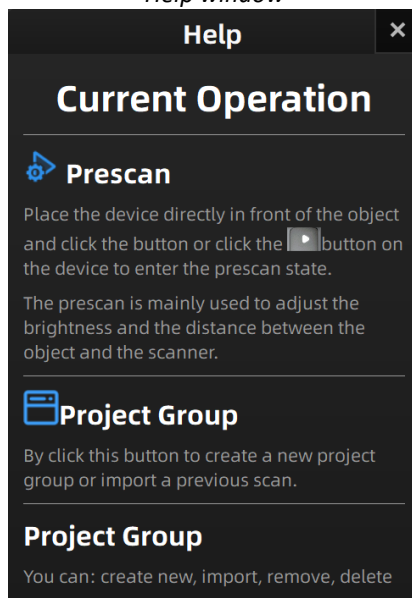 Help window
Help
Current Operation
Prescan
Place the device directly in front of the object
and click the button or click the button on
the device to enter the prescan state.
The prescan is mainly used to adjust the
brightness and the distance between the
object and the scanner.
Project Group
By click this button to create a new project
group or import a previous scan.
Project Group
You can: create new, import, remove, delete